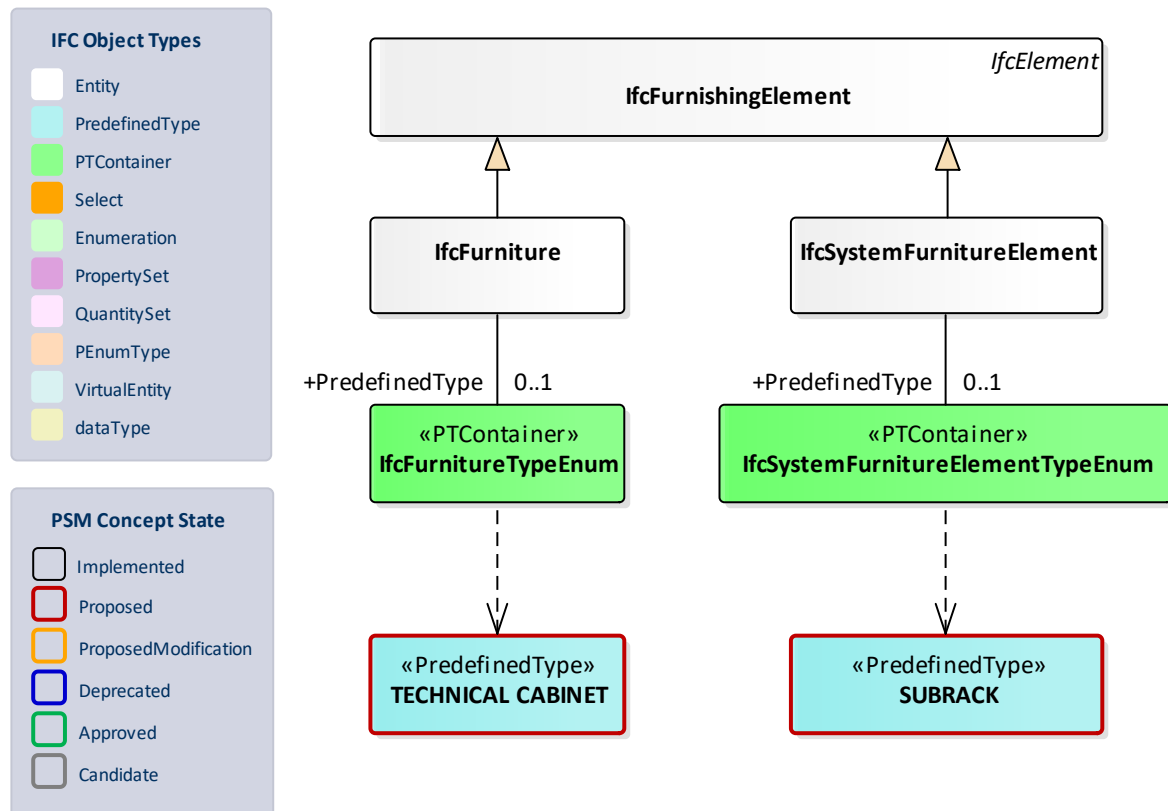 IFC Object Types
Entity
PredefinedType
PTContainer
Select
Enumeration
PropertySet
QuantitySet
PEnumType
VirtualEntity
dataType
PSM Concept State
Implemented
Proposed
ProposedModification
Deprecated
Approved
Candidate
IfcElement
IfcFurnishingElement
IfcFurniture
IfcSystemFurnitureElement
+PredefinedType 0..1
+PredefinedType 0..1
«PTContainer»
IfcFurnitureTypeEnum
«PTContainer»
IfcSystemFurnitureElementTypeEnum
«PredefinedType»
TECHNICAL CABINET
«PredefinedType»
SUBRACK